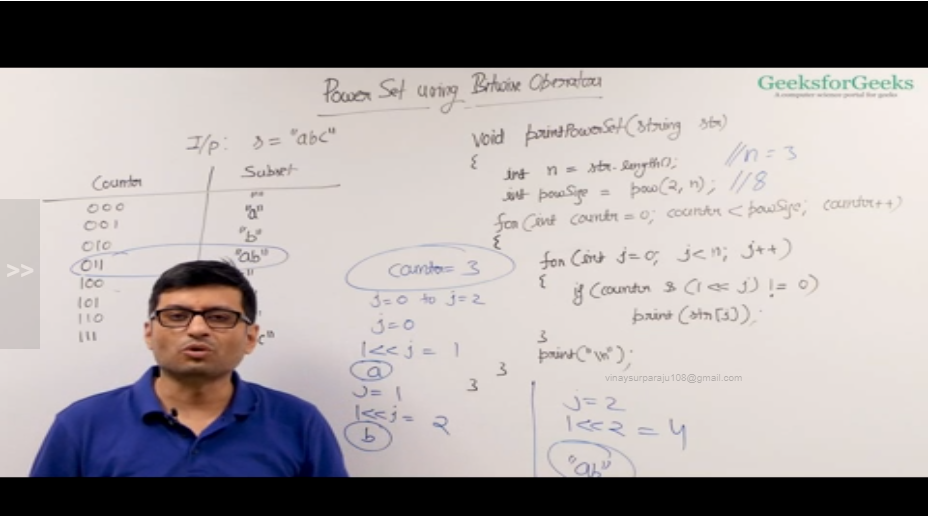 Power Set using Bitwise Operators
GeeksforGeeks
A computer science portal for geeks
I/p: s = "abc"
Counter Subset
000 ""
001 "a"
010 "b"
011 "ab"
100
101
110
111 c"
counter = 3
j=0 to j=2
j=0
1<<j = 1
a
j=1
1<<j = 2
b
void printPowerSet(string str)
{
int n = str.length(); //n=3
int powSize = pow(2, n); //8
for (int counter = 0; counter < powSize; counter++)
{
for (int j=0; j<n; j++)
{ if (counter & (1 << j) != 0)
print (str[j]);
}
print("\n");
}
}
vinaysurparaju108@gmail.com
j=2
1<<2 = 4
"ab"
>>